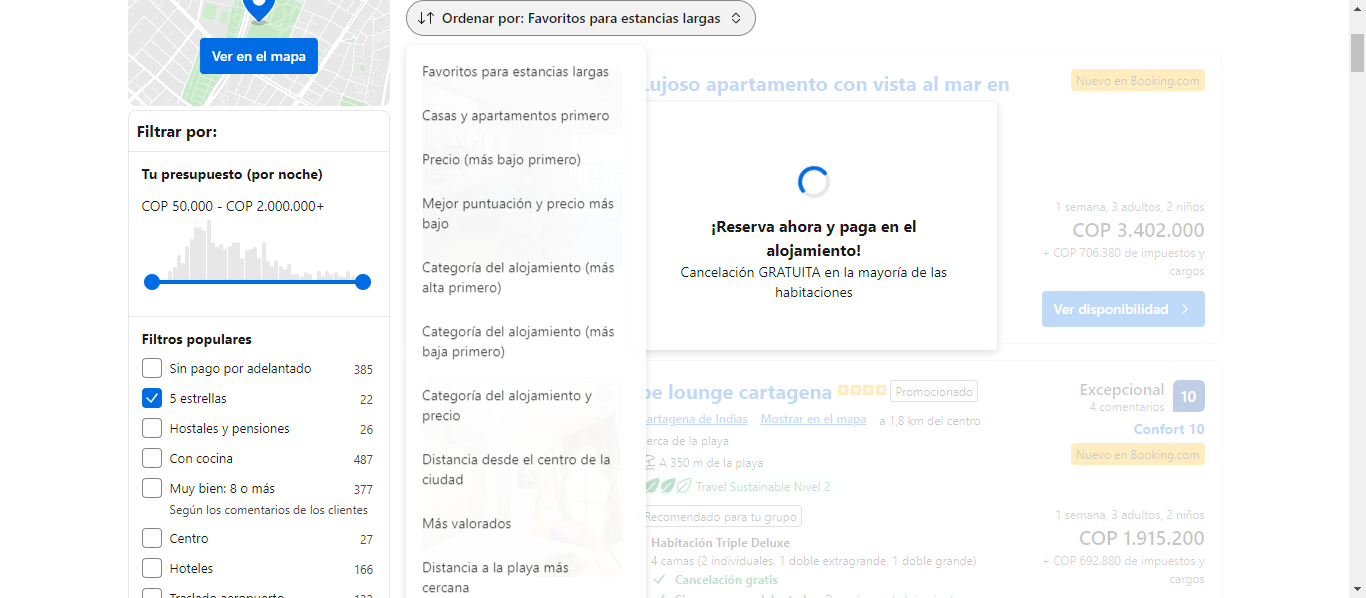 Ver en el mapa
Filtrar por:
Tu presupuesto (por noche)
COP 50.000 - COP 2.000.000+
Filtros populares
Sin pago por adelantado 385
5 estrellas 22
Hostales y pensiones 26
Con cocina 487
Muy bien: 8 o más 377
Según los comentarios de los clientes
Centro 27
Hoteles 166
Traslado aeropuerto
Ordenar por: Favoritos para estancias largas
Favoritos para estancias largas
Casas y apartamentos primero
Precio (más bajo primero)
Mejor puntuación y precio más
bajo
Categoría del alojamiento (más
alta primero)
Categoría del alojamiento (más
baja primero)
Categoría del alojamiento y
precio
Distancia desde el centro de la
ciudad
Más valorados
Distancia a la playa más
cercana
Lujoso apartamento con vista al mar en
Nuevo en Booking.com
¡Reserva ahora y paga en el
alojamiento!
Cancelación GRATUITA en la mayoría de las
habitaciones
1 semana, 3 adultos, 2 niños
COP 3.402.000
+ COP 706.380 de impuestos y
cargos
Ver disponibilidad
be lounge cartagena
Promocionado
Cartagena de Indias Mostrar en el mapa a 1,8 km del centro
Cerca de la playa
A 350 m de la playa
Travel Sustainable Nivel 2
Recomendado para tu grupo
Habitación Triple Deluxe
4 camas (2 individuales, 1 doble extragrande, 1 doble grande)
Cancelación gratis
Excepcional 10
4 comentarios
Confort 10
Nuevo en Booking.com
1 semana, 3 adultos, 2 niños
COP 1.915.200
+ COP 692.880 de impuestos y
cargos